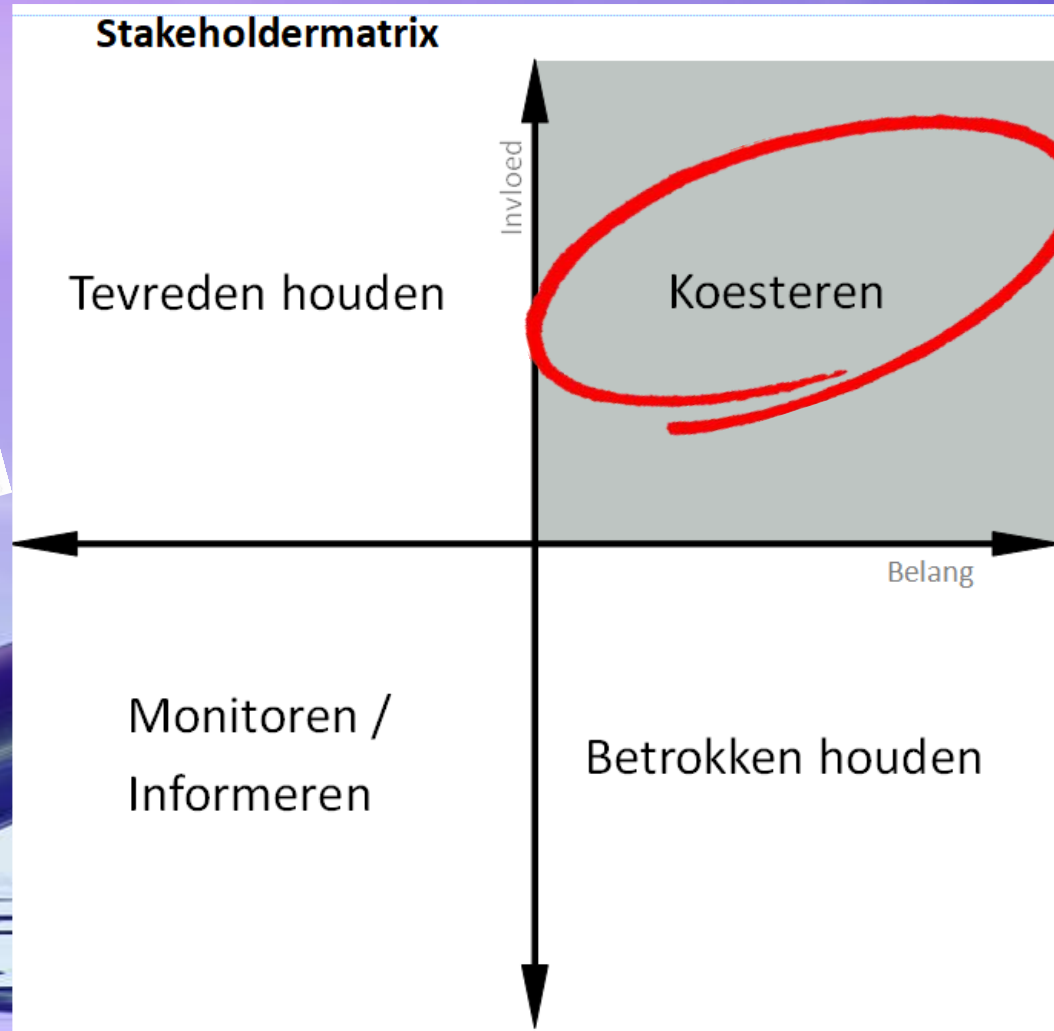 Stakeholdermatrix
Invloed
Tevreden houden
Koesteren
Belang
Monitoren /
Informeren
Betrokken houden